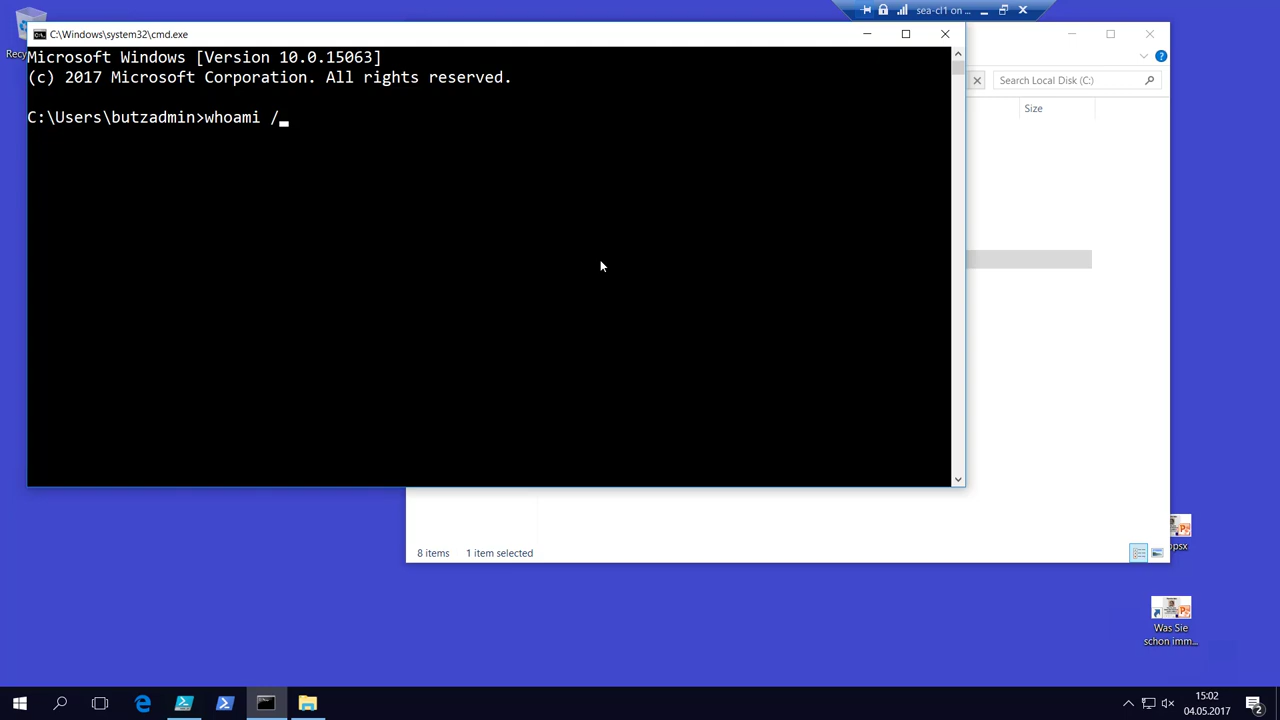 sea-cl1 on ...
C:\Windows\system32\cmd.exe
Microsoft Windows [Version 10.0.15063]
(c) 2017 Microsoft Corporation. All rights reserved.
C:\Users\butzadmin>whoami /
Search Local Disk (C:)
Size
8 items
1 item selected
Was Sie
schon imm...
15:02
04.05.2017
2